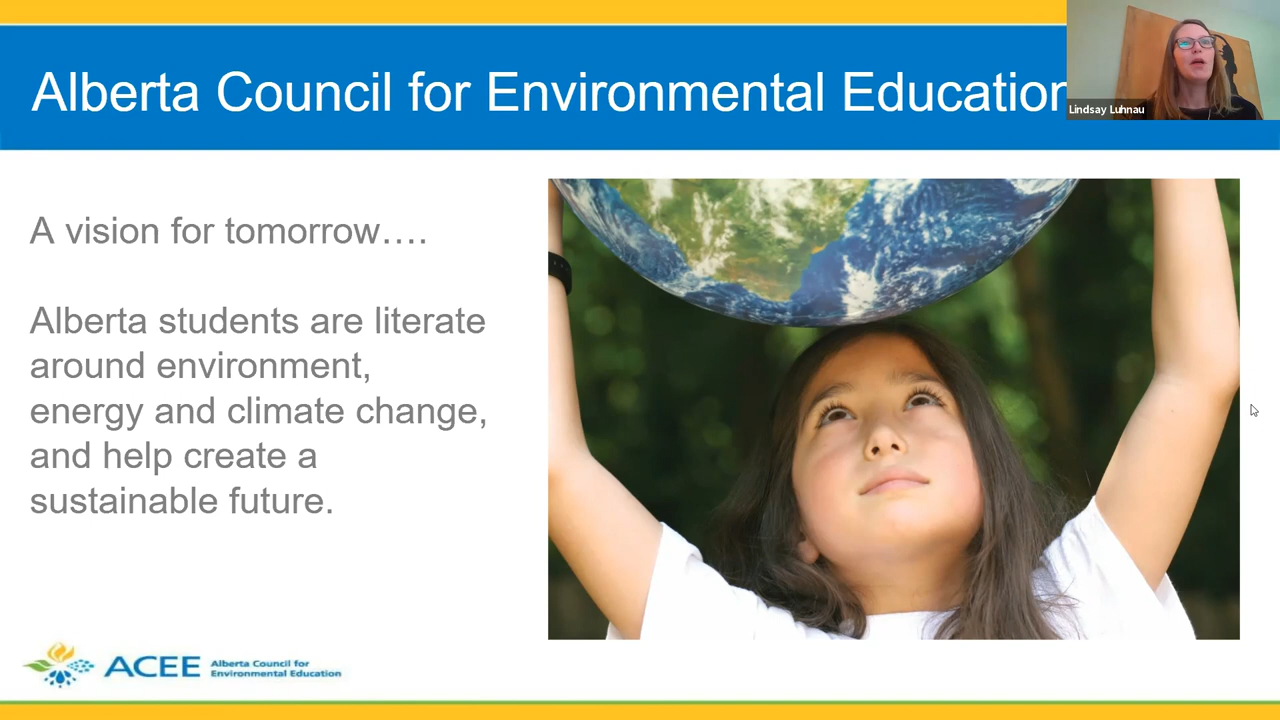 Alberta Council for Environmental Education
Lindsay Luhnau
A vision for tomorrow....
Alberta students are literate
around environment,
energy and climate change,
and help create a
sustainable future.
ACEE
Alberta Council for
Environmental Education